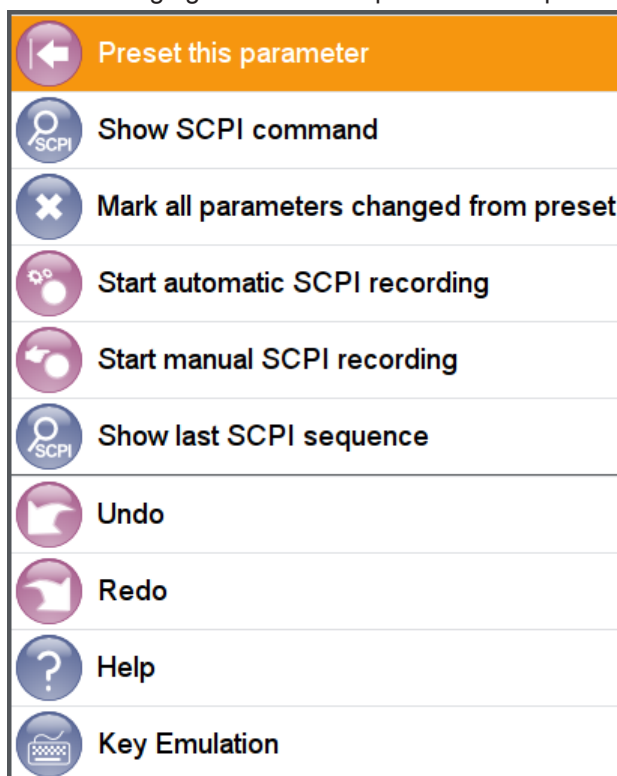 Preset this parameter
SCPI
Show SCPI command
Mark all parameters changed from preset
Start automatic SCPI recording
Start manual SCPI recording
SCPI
Show last SCPI sequence
Undo
Redo
?
Help
Key Emulation